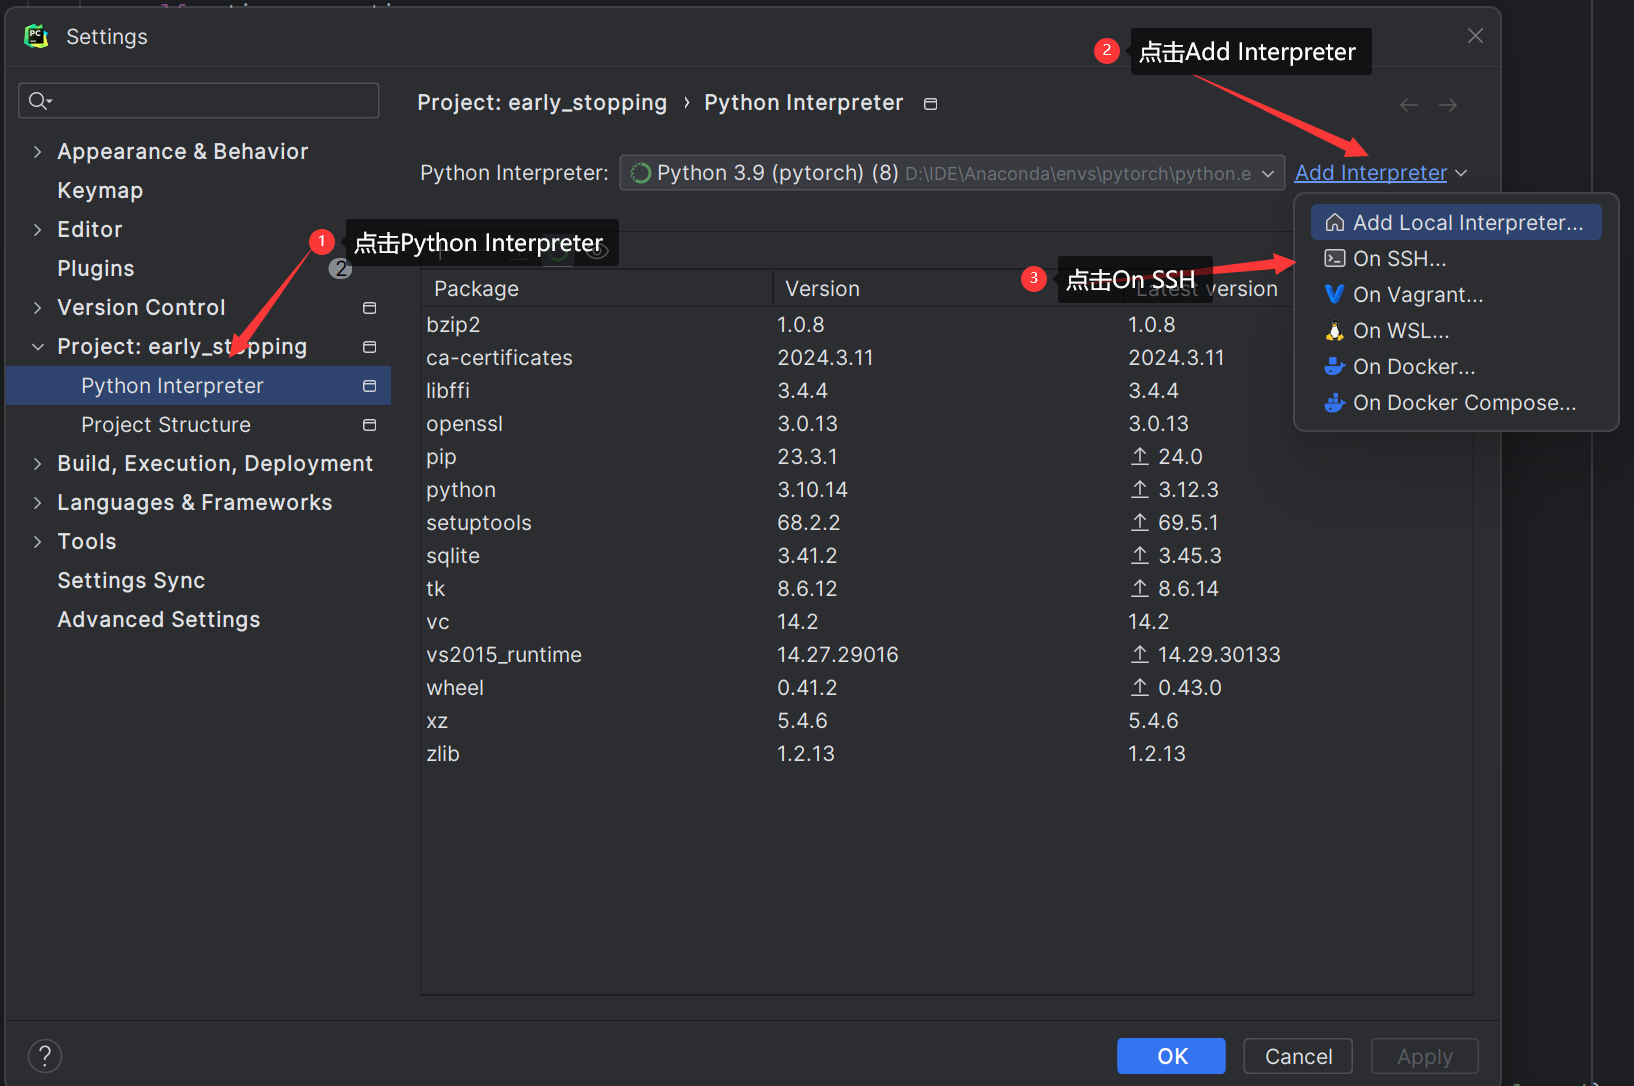 Settings
② 点击Add Interpreter
Project: early_stopping › Python Interpreter
Appearance & Behavior
Keymap
Editor
Plugins 2
Version Control
Project: early_stopping
Python Interpreter
Project Structure
Build, Execution, Deployment
Languages & Frameworks
Tools
Settings Sync
Advanced Settings
Python Interpreter: Python 3.9 (pytorch) (8) D:\IDE\Anaconda\envs\pytorch\python.e Add Interpreter
① 点击Python Interpreter
③ 点击On SSH
Add Local Interpreter...
On SSH...
On Vagrant...
On WSL...
On Docker...
On Docker Compose...
Package Version Latest version
bzip2 1.0.8 1.0.8
ca-certificates 2024.3.11 2024.3.11
libffi 3.4.4 3.4.4
openssl 3.0.13 3.0.13
pip 23.3.1 24.0
python 3.10.14 3.12.3
setuptools 68.2.2 69.5.1
sqlite 3.41.2 3.45.3
tk 8.6.12 8.6.14
vc 14.2 14.2
vs2015_runtime 14.27.29016 14.29.30133
wheel 0.41.2 0.43.0
xz 5.4.6 5.4.6
zlib 1.2.13 1.2.13
? OK Cancel Apply